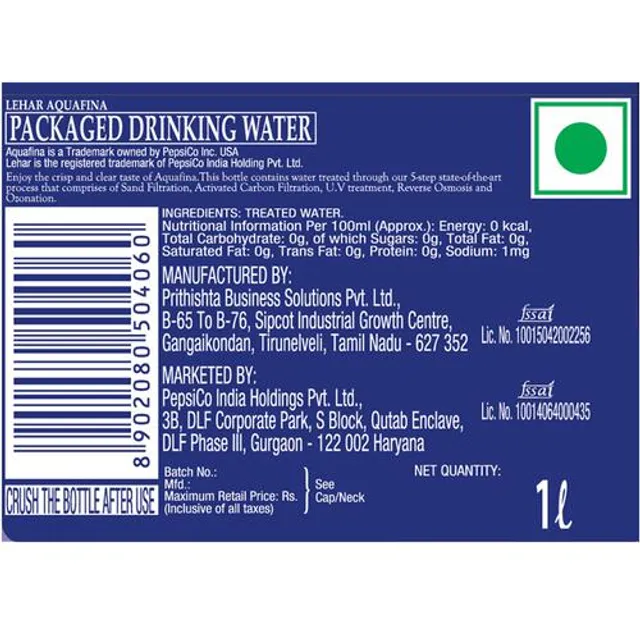 LEHAR AQUAFINA
PACKAGED DRINKING WATER
Aquafina is a Trademark owned by PepsiCo Inc. USA
Lehar is the registered trademark of PepsiCo India Holding Pvt. Ltd.
Enjoy the crisp and clear taste of Aquafina.This bottle contains water treated through our 5-step state-of-the-art
process that comprises of Sand Filtration, Activated Carbon Filtration, U.V treatment, Reverse Osmosis and
Ozonation.
INGREDIENTS: TREATED WATER.
Nutritional Information Per 100ml (Approx.): Energy: 0 kcal,
Total Carbohydrate: 0g, of which Sugars: 0g, Total Fat: 0g,
Saturated Fat: 0g, Trans Fat: 0g, Protein: 0g, Sodium: 1mg
MANUFACTURED BY:
Prithishta Business Solutions Pvt. Ltd.,
B-65 To B-76, Sipcot Industrial Growth Centre,
Gangaikondan, Tirunelveli, Tamil Nadu - 627 352
fssai
Lic. No. 10015042002256
MARKETED BY:
PepsiCo India Holdings Pvt. Ltd.,
3B, DLF Corporate Park, S Block, Qutab Enclave,
DLF Phase III, Gurgaon - 122 002 Haryana
fssai
Lic. No. 10014064000435
8 902080 504060
CRUSH THE BOTTLE AFTER USE
Batch No.:
Mfd.:
Maximum Retail Price: Rs.
(Inclusive of all taxes)
See
Cap/Neck
NET QUANTITY:
1ℓ